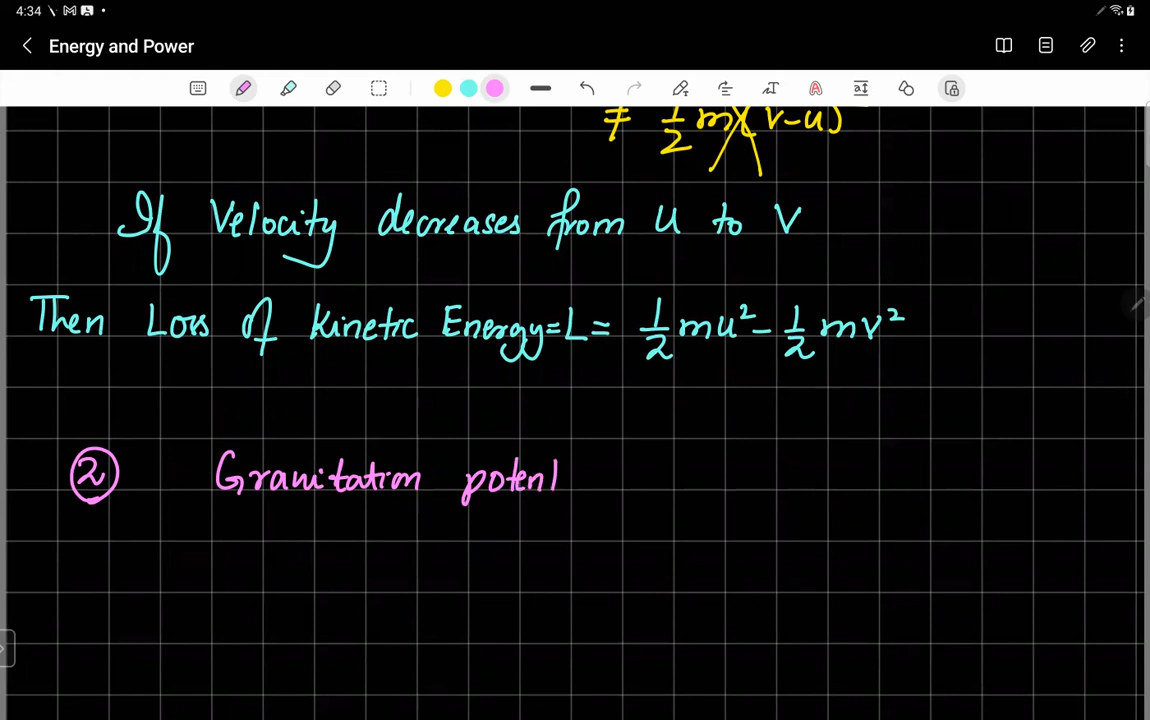 4:34
Energy and Power
≠ 1/2 m (v-u)
If Velocity decreases from u to v
Then Loss of Kinetic Energy=L= 1/2 mu² - 1/2 mv²
② Gravitation potenl